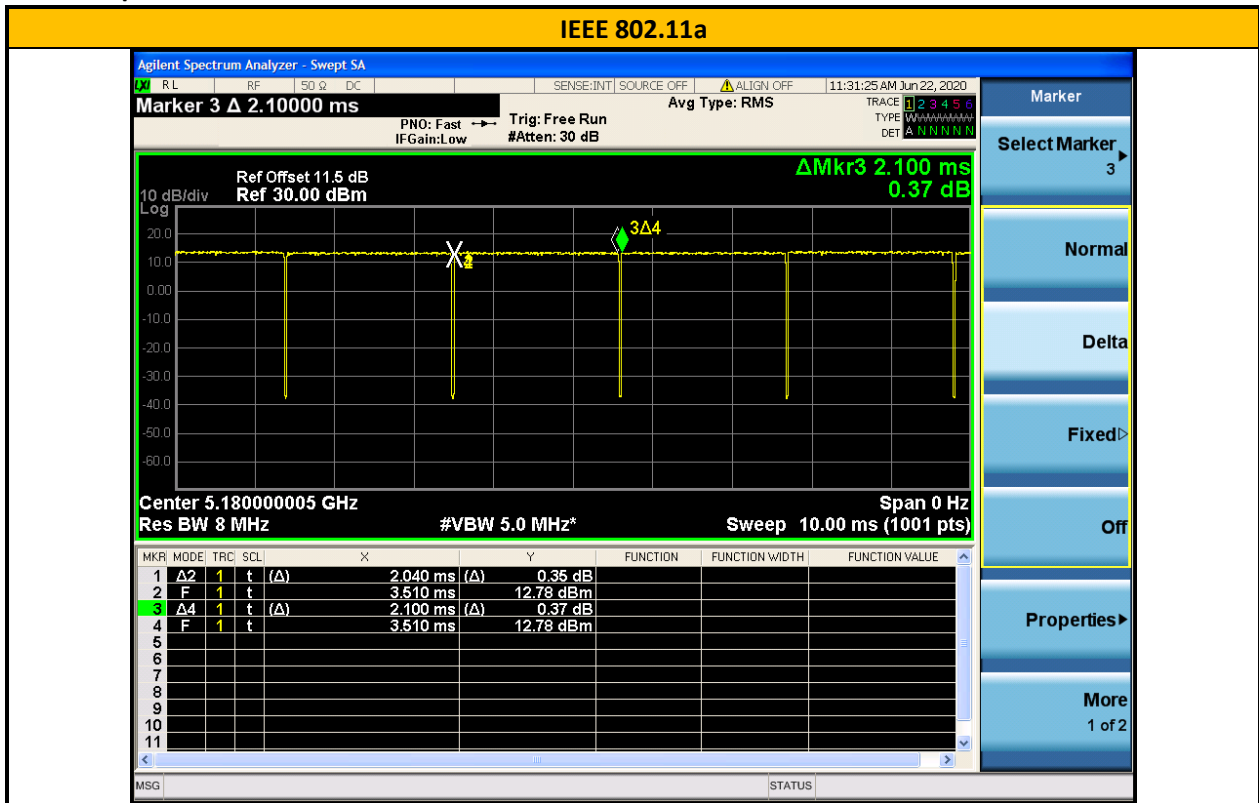 IEEE 802.11a
Agilent Spectrum Analyzer - Swept SA
LXI RL RF 50 Ω DC SENSE:INT SOURCE OFF ⚠ ALIGN OFF 11:31:25 AM Jun 22, 2020
Marker 3 Δ 2.10000 ms
PNO: Fast
IFGain:Low
Trig: Free Run
#Atten: 30 dB
Avg Type: RMS
TRACE 1 2 3 4 5 6
TYPE
DET A N N N N N
Ref Offset 11.5 dB
10 dB/div Ref 30.00 dBm
Log
ΔMkr3 2.100 ms
0.37 dB
20.0
10.0
0.00
-10.0
-20.0
-30.0
-40.0
-50.0
-60.0
3Δ4
Center 5.180000005 GHz Span 0 Hz
Res BW 8 MHz #VBW 5.0 MHz* Sweep 10.00 ms (1001 pts)
MKR MODE TRC SCL X Y FUNCTION FUNCTION WIDTH FUNCTION VALUE
1 Δ2 1 t (Δ) 2.040 ms (Δ) 0.35 dB
2 F 1 t 3.510 ms 12.78 dBm
3 Δ4 1 t (Δ) 2.100 ms (Δ) 0.37 dB
4 F 1 t 3.510 ms 12.78 dBm
5
6
7
8
9
10
11
MSG STATUS
Marker
Select Marker
3
Normal
Delta
Fixed
Off
Properties
More
1 of 2